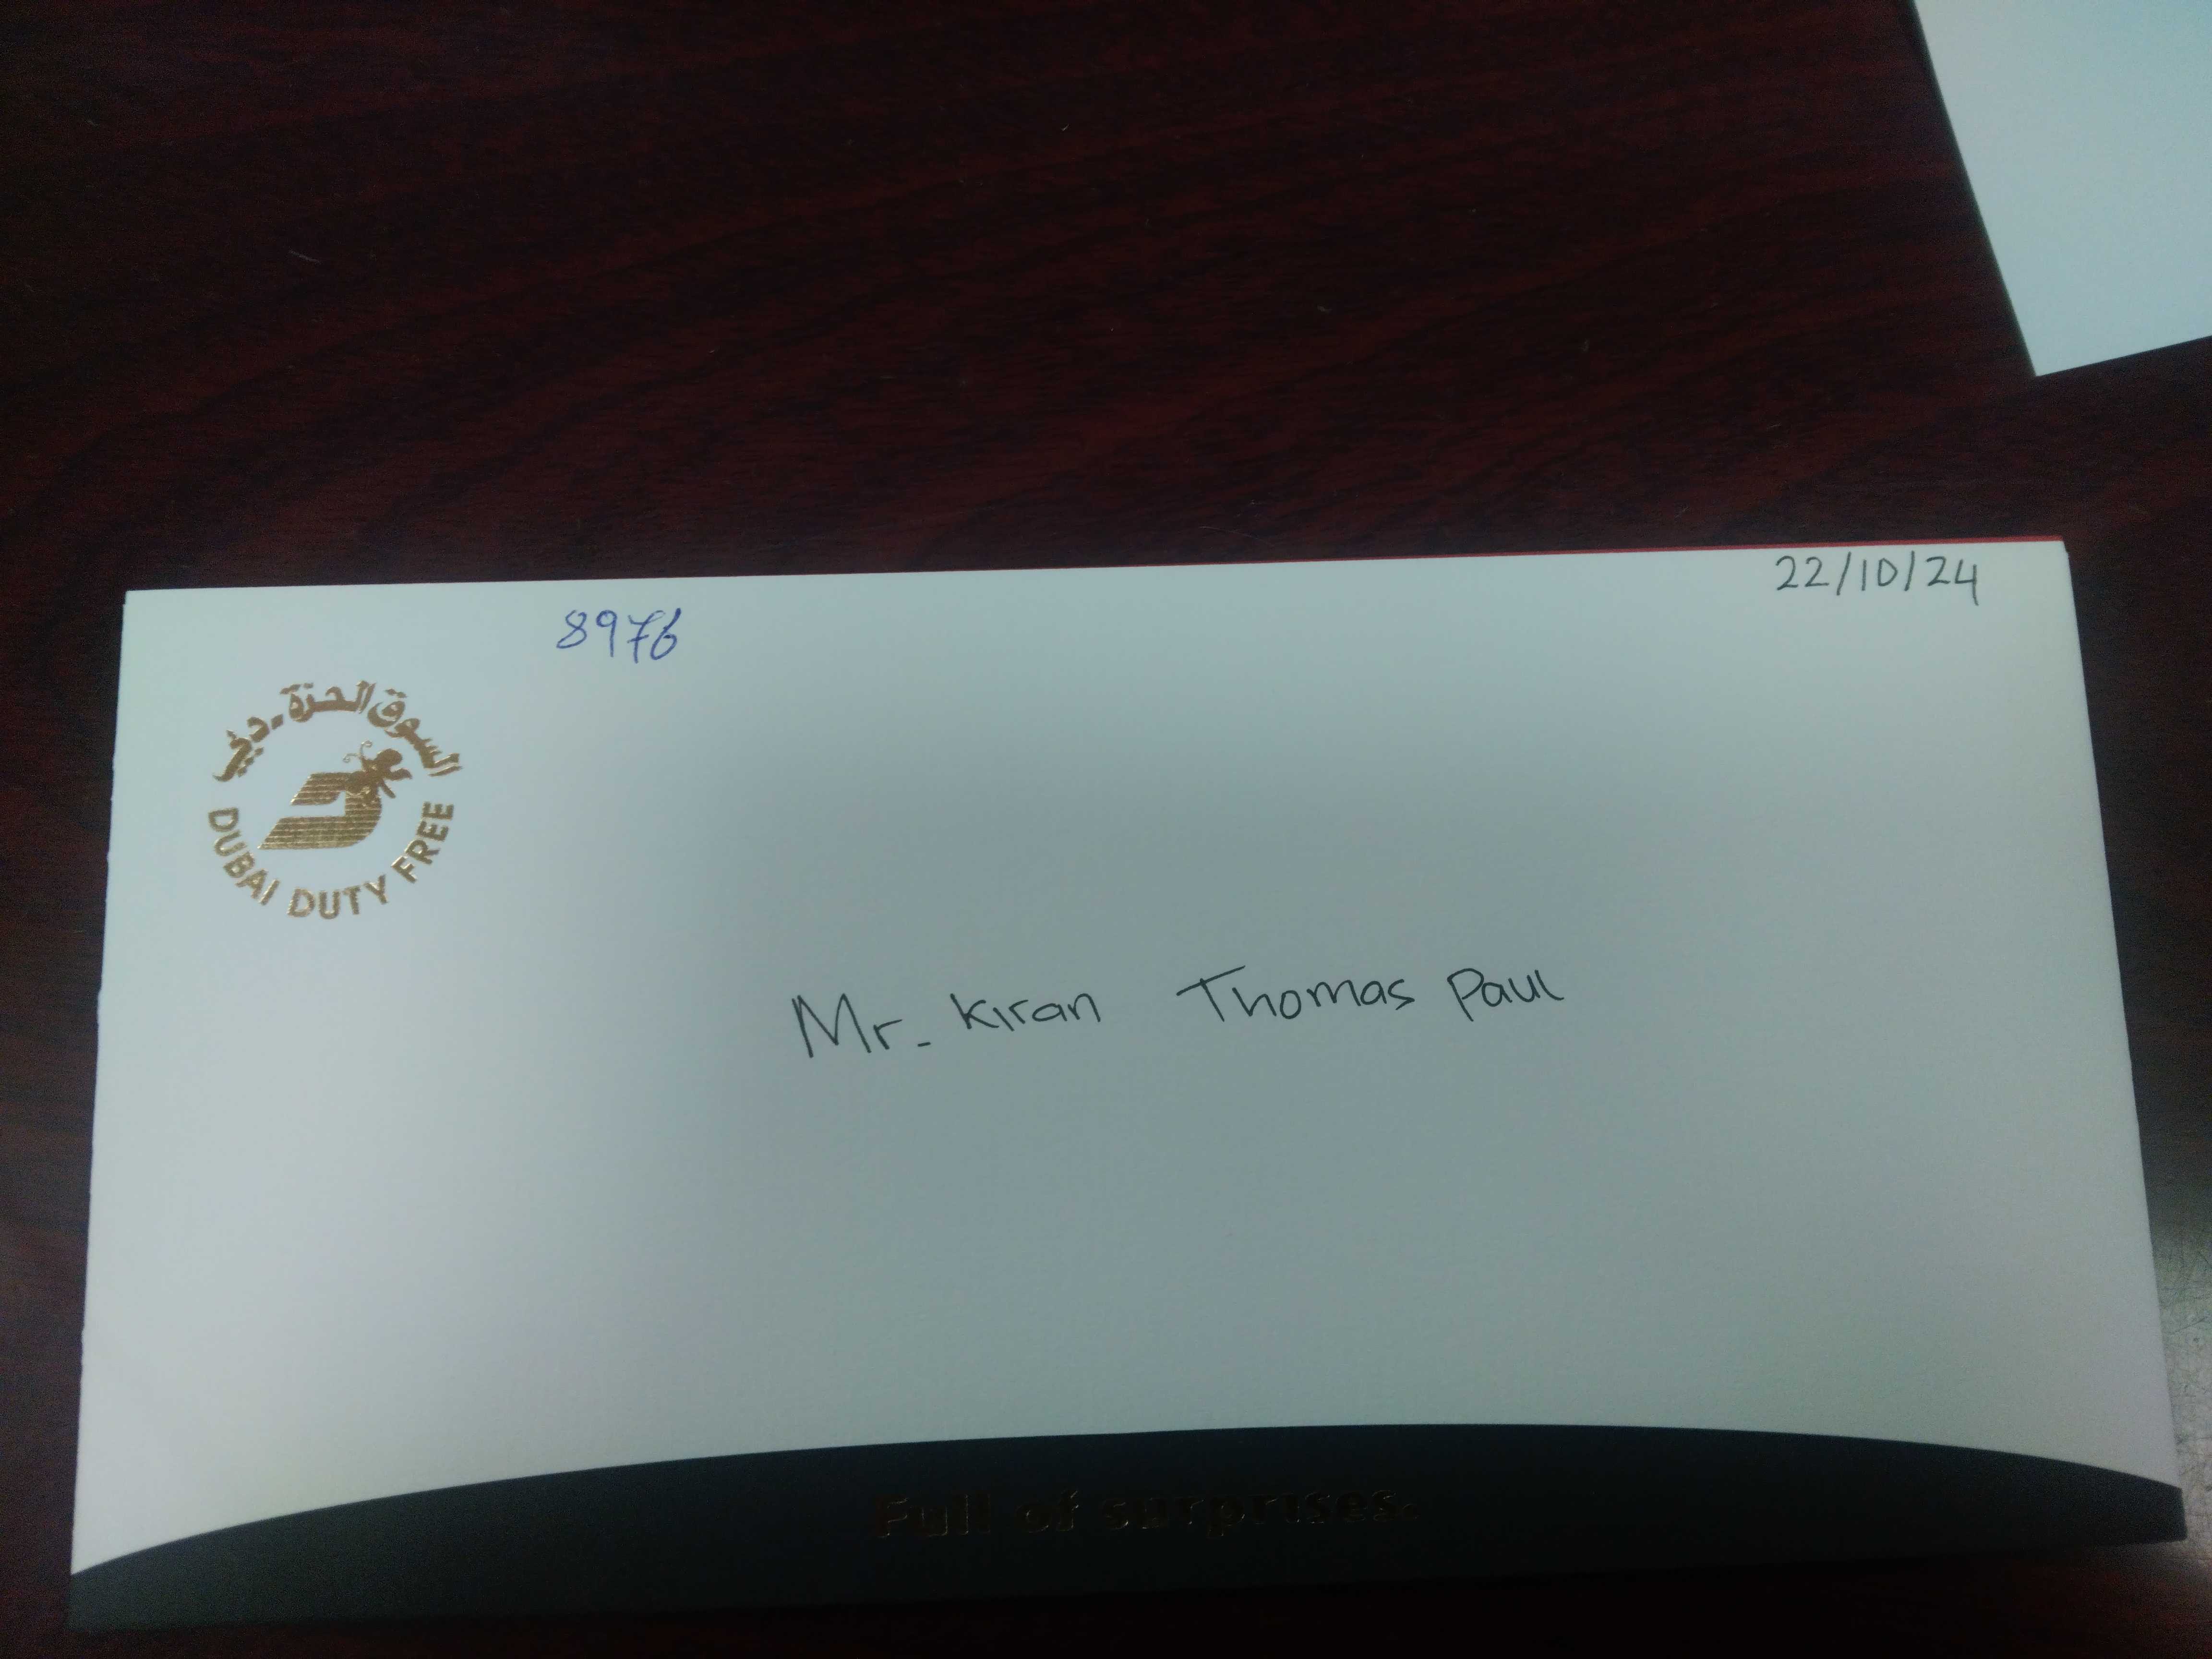 22/10/24
8976
السوق الحرة - دبي
DUBAI DUTY FREE
Mr. Kiran Thomas Paul
Full of surprises.